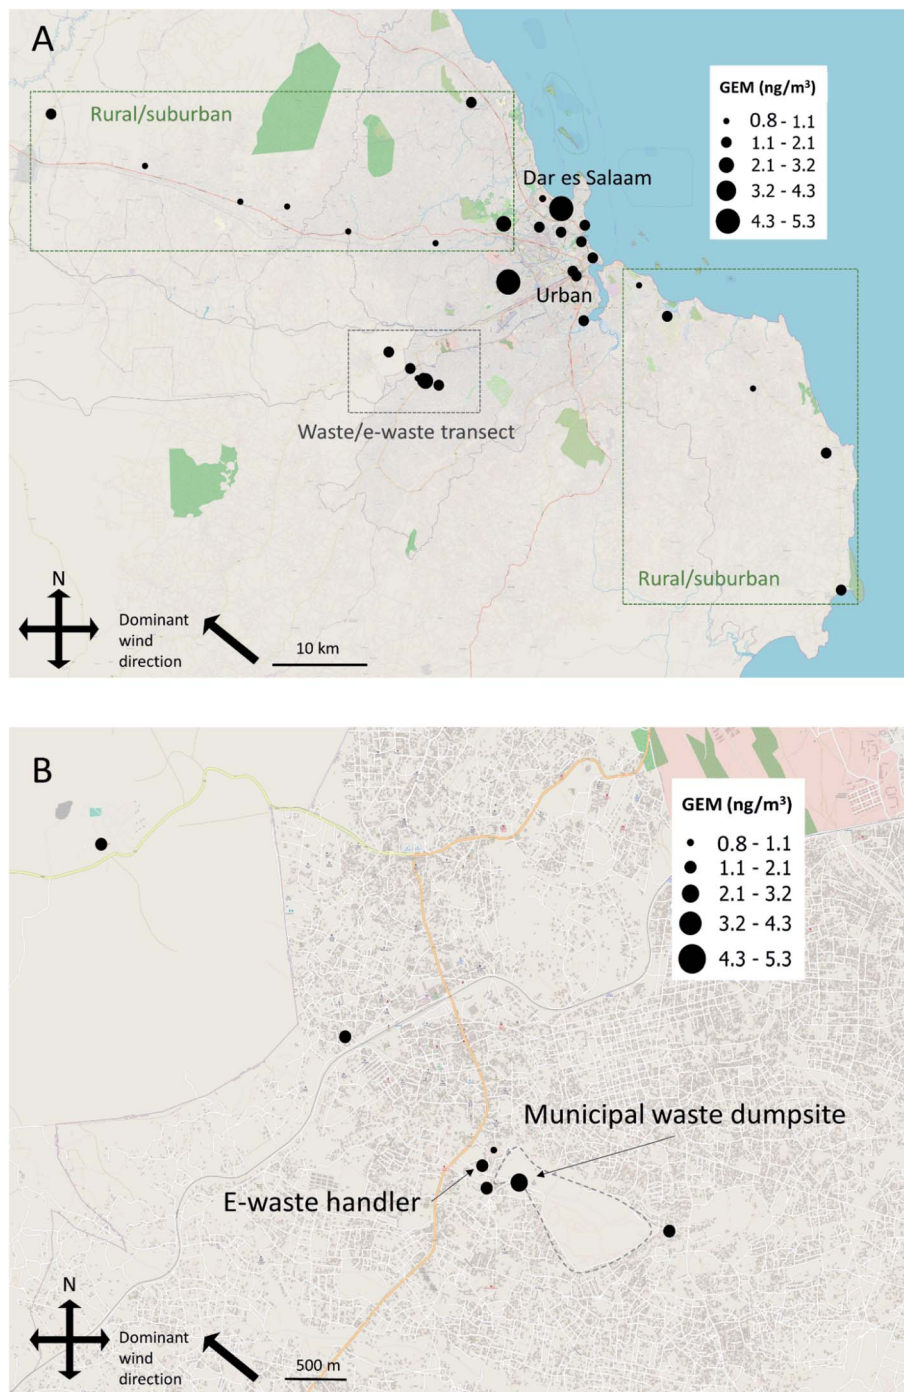 A
GEM (ng/m³)
0.8 - 1.1
1.1 - 2.1
2.1 - 3.2
3.2 - 4.3
4.3 - 5.3
Rural/suburban
Dar es Salaam
Urban
Waste/e-waste transect
Rural/suburban
N
Dominant
wind
direction
10 km
B
GEM (ng/m³)
0.8 - 1.1
1.1 - 2.1
2.1 - 3.2
3.2 - 4.3
4.3 - 5.3
Municipal waste dumpsite
E-waste handler
N
Dominant
wind
direction
500 m